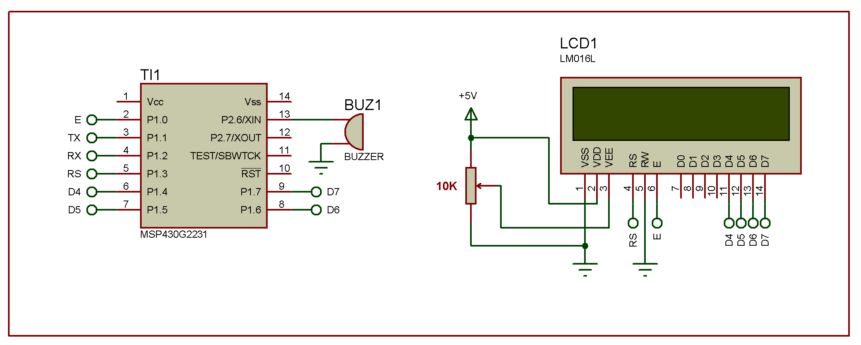 TI1
1 Vcc Vss 14
E 2 P1.0 P2.6/XIN 13
TX 3 P1.1 P2.7/XOUT 12
RX 4 P1.2 TEST/SBWTCK 11
RS 5 P1.3 RST 10
D4 6 P1.4 P1.7 9 D7
D5 7 P1.5 P1.6 8 D6
MSP430G2231
BUZ1
BUZZER
+5V
10K
LCD1
LM016L
VSS VDD VEE RS RW E D0 D1 D2 D3 D4 D5 D6 D7
1 2 3 4 5 6 7 8 9 10 11 12 13 14
RS E D4 D5 D6 D7